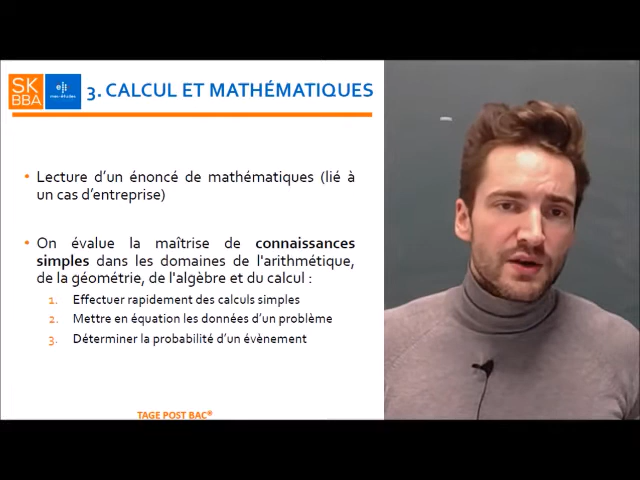 SK
BBA
3. CALCUL ET MATHÉMATIQUES
• Lecture d'un énoncé de mathématiques (lié à
un cas d'entreprise)
• On évalue la maîtrise de connaissances
simples dans les domaines de l'arithmétique,
de la géométrie, de l'algèbre et du calcul :
1. Effectuer rapidement des calculs simples
2. Mettre en équation les données d'un problème
3. Déterminer la probabilité d'un évènement
TAGE POST BAC®